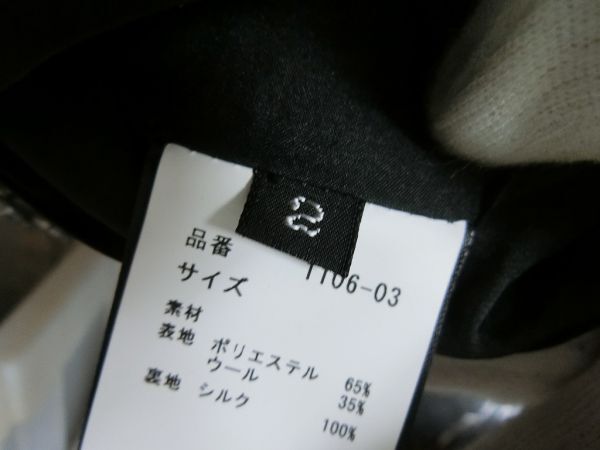 2
品番 1106-03
サイズ
素材
表地 ポリエステル 65%
ウール 35%
裏地 シルク 100%